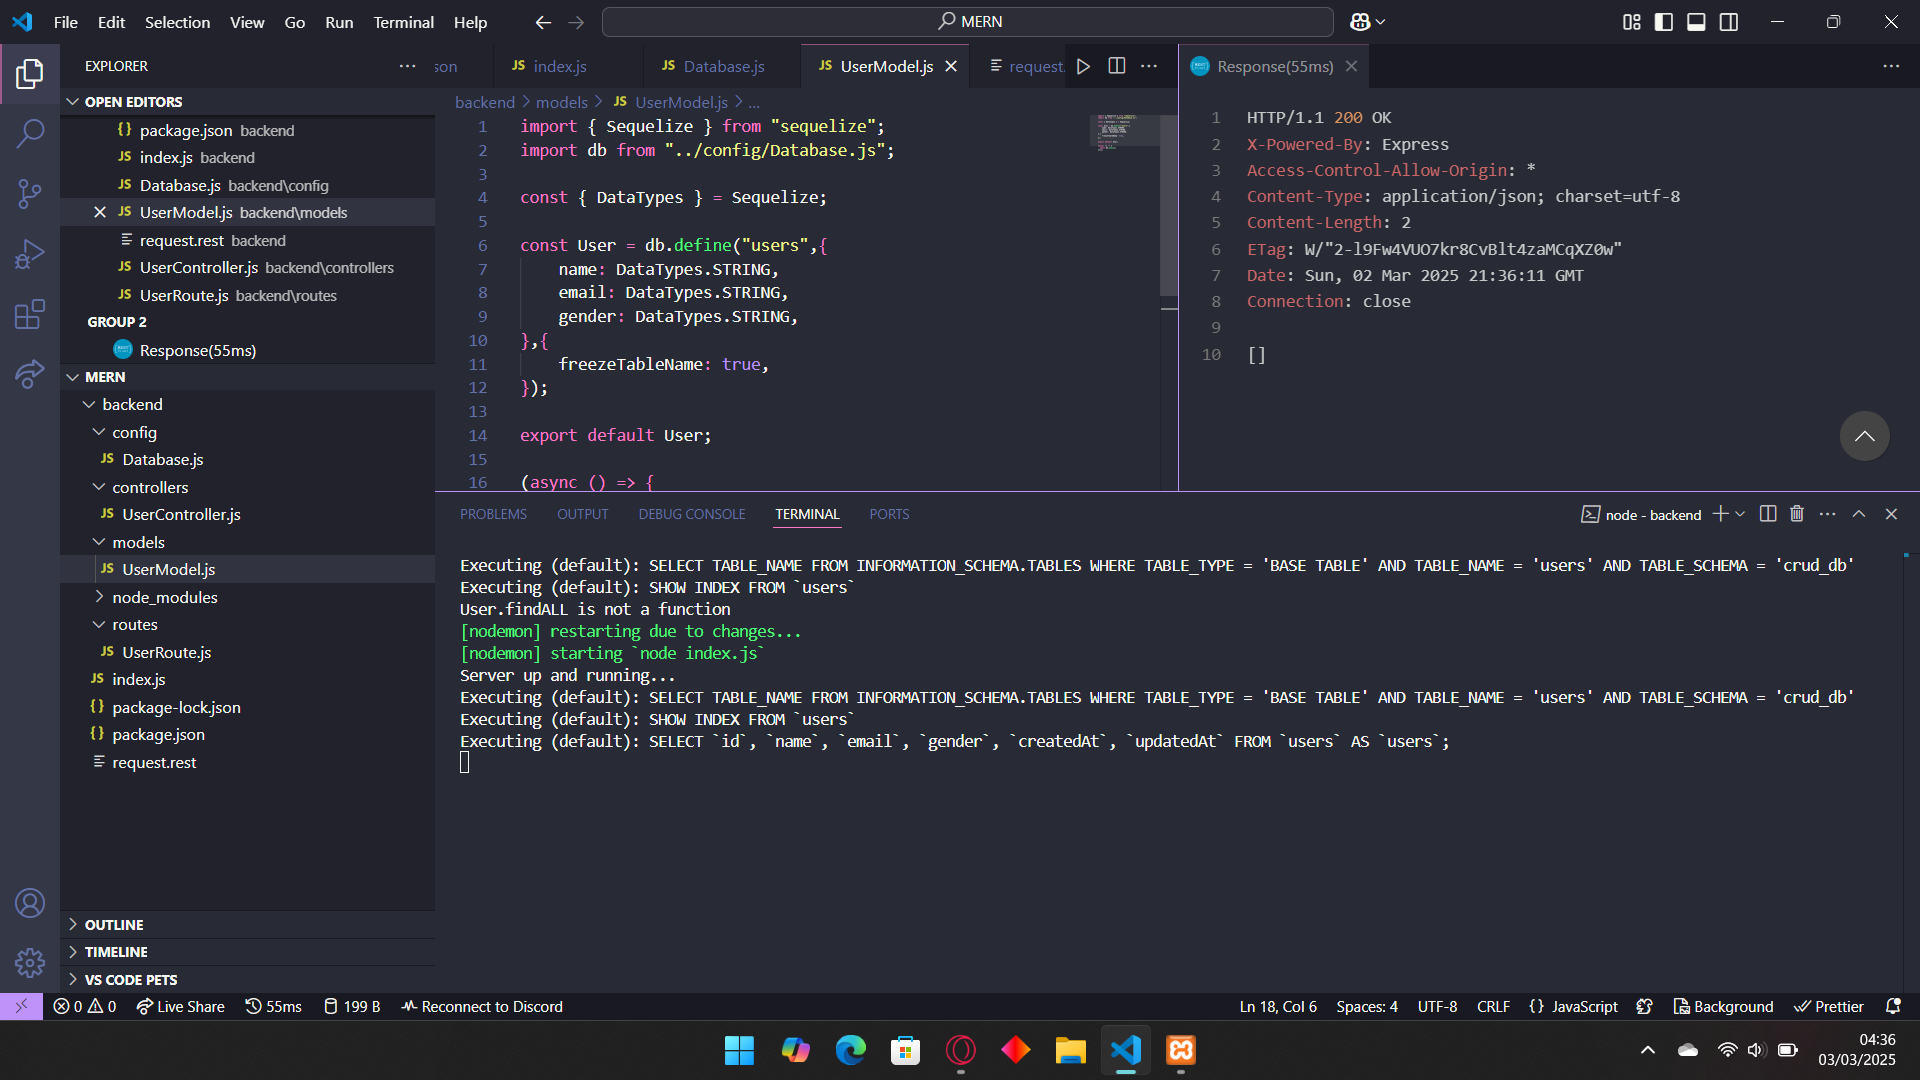 File Edit Selection View Go Run Terminal Help
MERN
EXPLORER
OPEN EDITORS
{} package.json backend
JS index.js backend
JS Database.js backend\config
JS UserModel.js backend\models
request.rest backend
JS UserController.js backend\controllers
JS UserRoute.js backend\routes
GROUP 2
Response(55ms)
MERN
backend
config
JS Database.js
controllers
JS UserController.js
models
JS UserModel.js
node_modules
routes
JS UserRoute.js
JS index.js
{} package-lock.json
{} package.json
request.rest
OUTLINE
TIMELINE
VS CODE PETS
son JS index.js JS Database.js JS UserModel.js request.
backend > models > JS UserModel.js > ...
1 import { Sequelize } from "sequelize";
2 import db from "../config/Database.js";
3
4 const { DataTypes } = Sequelize;
5
6 const User = db.define("users",{
7 name: DataTypes.STRING,
8 email: DataTypes.STRING,
9 gender: DataTypes.STRING,
10 },{
11 freezeTableName: true,
12 });
13
14 export default User;
15
16 (async () => {
Response(55ms)
1 HTTP/1.1 200 OK
2 X-Powered-By: Express
3 Access-Control-Allow-Origin: *
4 Content-Type: application/json; charset=utf-8
5 Content-Length: 2
6 ETag: W/"2-l9Fw4VUO7kr8CvBlt4zaMCqXZ0w"
7 Date: Sun, 02 Mar 2025 21:36:11 GMT
8 Connection: close
9
10 []
PROBLEMS OUTPUT DEBUG CONSOLE TERMINAL PORTS
node - backend
Executing (default): SELECT TABLE_NAME FROM INFORMATION_SCHEMA.TABLES WHERE TABLE_TYPE = 'BASE TABLE' AND TABLE_NAME = 'users' AND TABLE_SCHEMA = 'crud_db'
Executing (default): SHOW INDEX FROM `users`
User.findALL is not a function
[nodemon] restarting due to changes...
[nodemon] starting `node index.js`
Server up and running...
Executing (default): SELECT TABLE_NAME FROM INFORMATION_SCHEMA.TABLES WHERE TABLE_TYPE = 'BASE TABLE' AND TABLE_NAME = 'users' AND TABLE_SCHEMA = 'crud_db'
Executing (default): SHOW INDEX FROM `users`
Executing (default): SELECT `id`, `name`, `email`, `gender`, `createdAt`, `updatedAt` FROM `users` AS `users`;
0 0 Live Share 55ms 199 B Reconnect to Discord
Ln 18, Col 6 Spaces: 4 UTF-8 CRLF {} JavaScript Background Prettier
04:36
03/03/2025